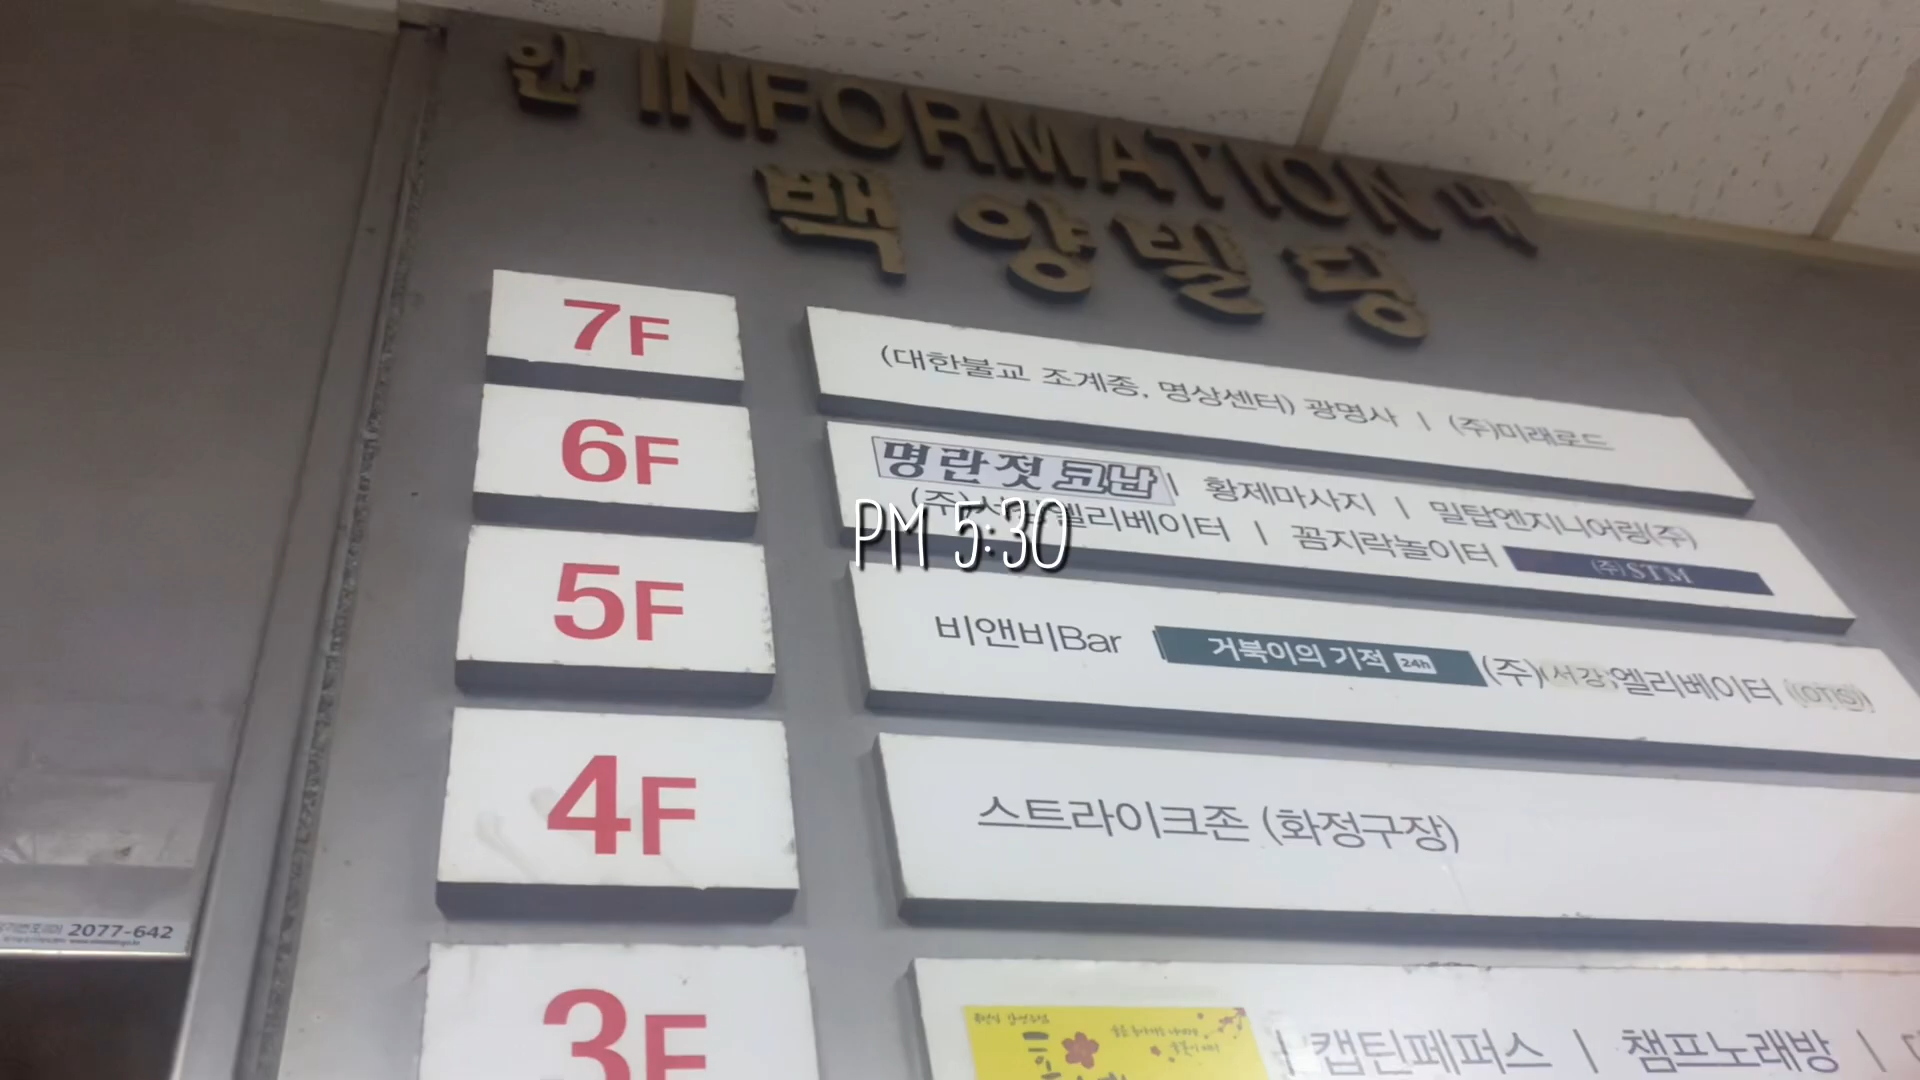 안 INFORMATION 내
백양빌딩
7F
(대한불교 조계종, 명상센터) 광명사 | (주)미래로드
6F
명란젓코난 | 황제마사지 | 밀탑엔지니어링(주)
엘리베이터 | 꼼지락놀이터 (주)STM
PM 5:30
5F
비앤비Bar 거북이의 기적 24h (주)서강엘리베이터 (OTIS)
4F
스트라이크존 (화정구장)
2077-642
3F
캡틴페퍼스 | 챔프노래방 |